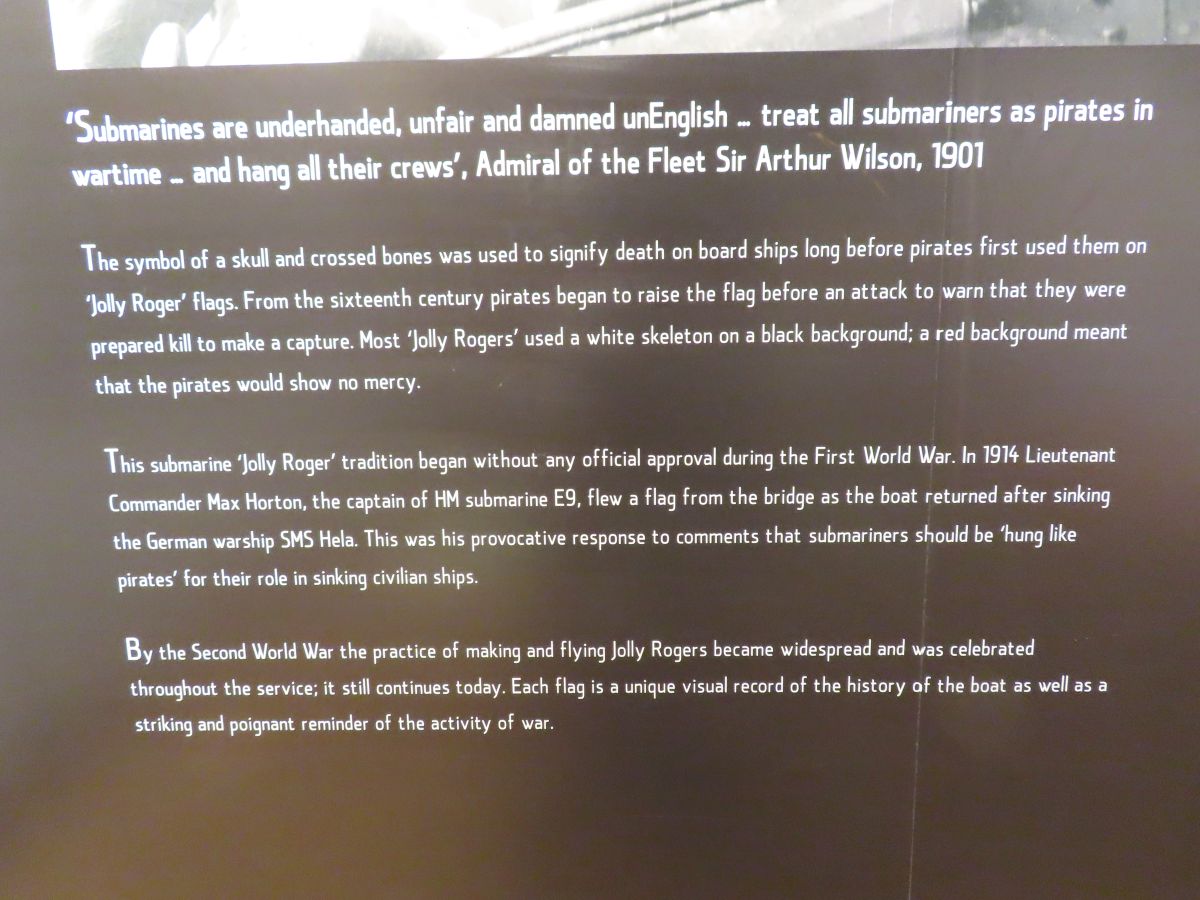 ‘Submarines are underhanded, unfair and damned unEnglish ... treat all submariners as pirates in
wartime ... and hang all their crews’, Admiral of the Fleet Sir Arthur Wilson, 1901
The symbol of a skull and crossed bones was used to signify death on board ships long before pirates first used them on
‘Jolly Roger’ flags. From the sixteenth century pirates began to raise the flag before an attack to warn that they were
prepared kill to make a capture. Most ‘Jolly Rogers’ used a white skeleton on a black background; a red background meant
that the pirates would show no mercy.
This submarine ‘Jolly Roger’ tradition began without any official approval during the First World War. In 1914 Lieutenant
Commander Max Horton, the captain of HM submarine E9, flew a flag from the bridge as the boat returned after sinking
the German warship SMS Hela. This was his provocative response to comments that submariners should be ‘hung like
pirates’ for their role in sinking civilian ships.
By the Second World War the practice of making and flying Jolly Rogers became widespread and was celebrated
throughout the service; it still continues today. Each flag is a unique visual record of the history of the boat as well as a
striking and poignant reminder of the activity of war.